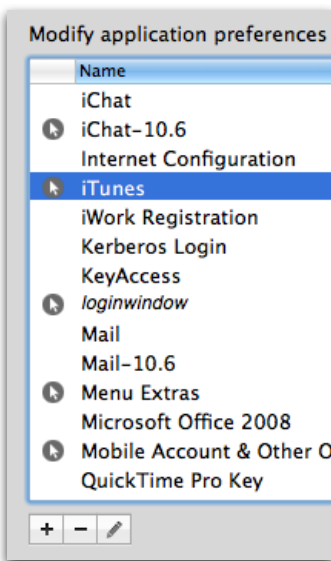 Modify application preferences
Name
iChat
iChat-10.6
Internet Configuration
iTunes
iWork Registration
Kerberos Login
KeyAccess
loginwindow
Mail
Mail-10.6
Menu Extras
Microsoft Office 2008
Mobile Account & Other O
QuickTime Pro Key